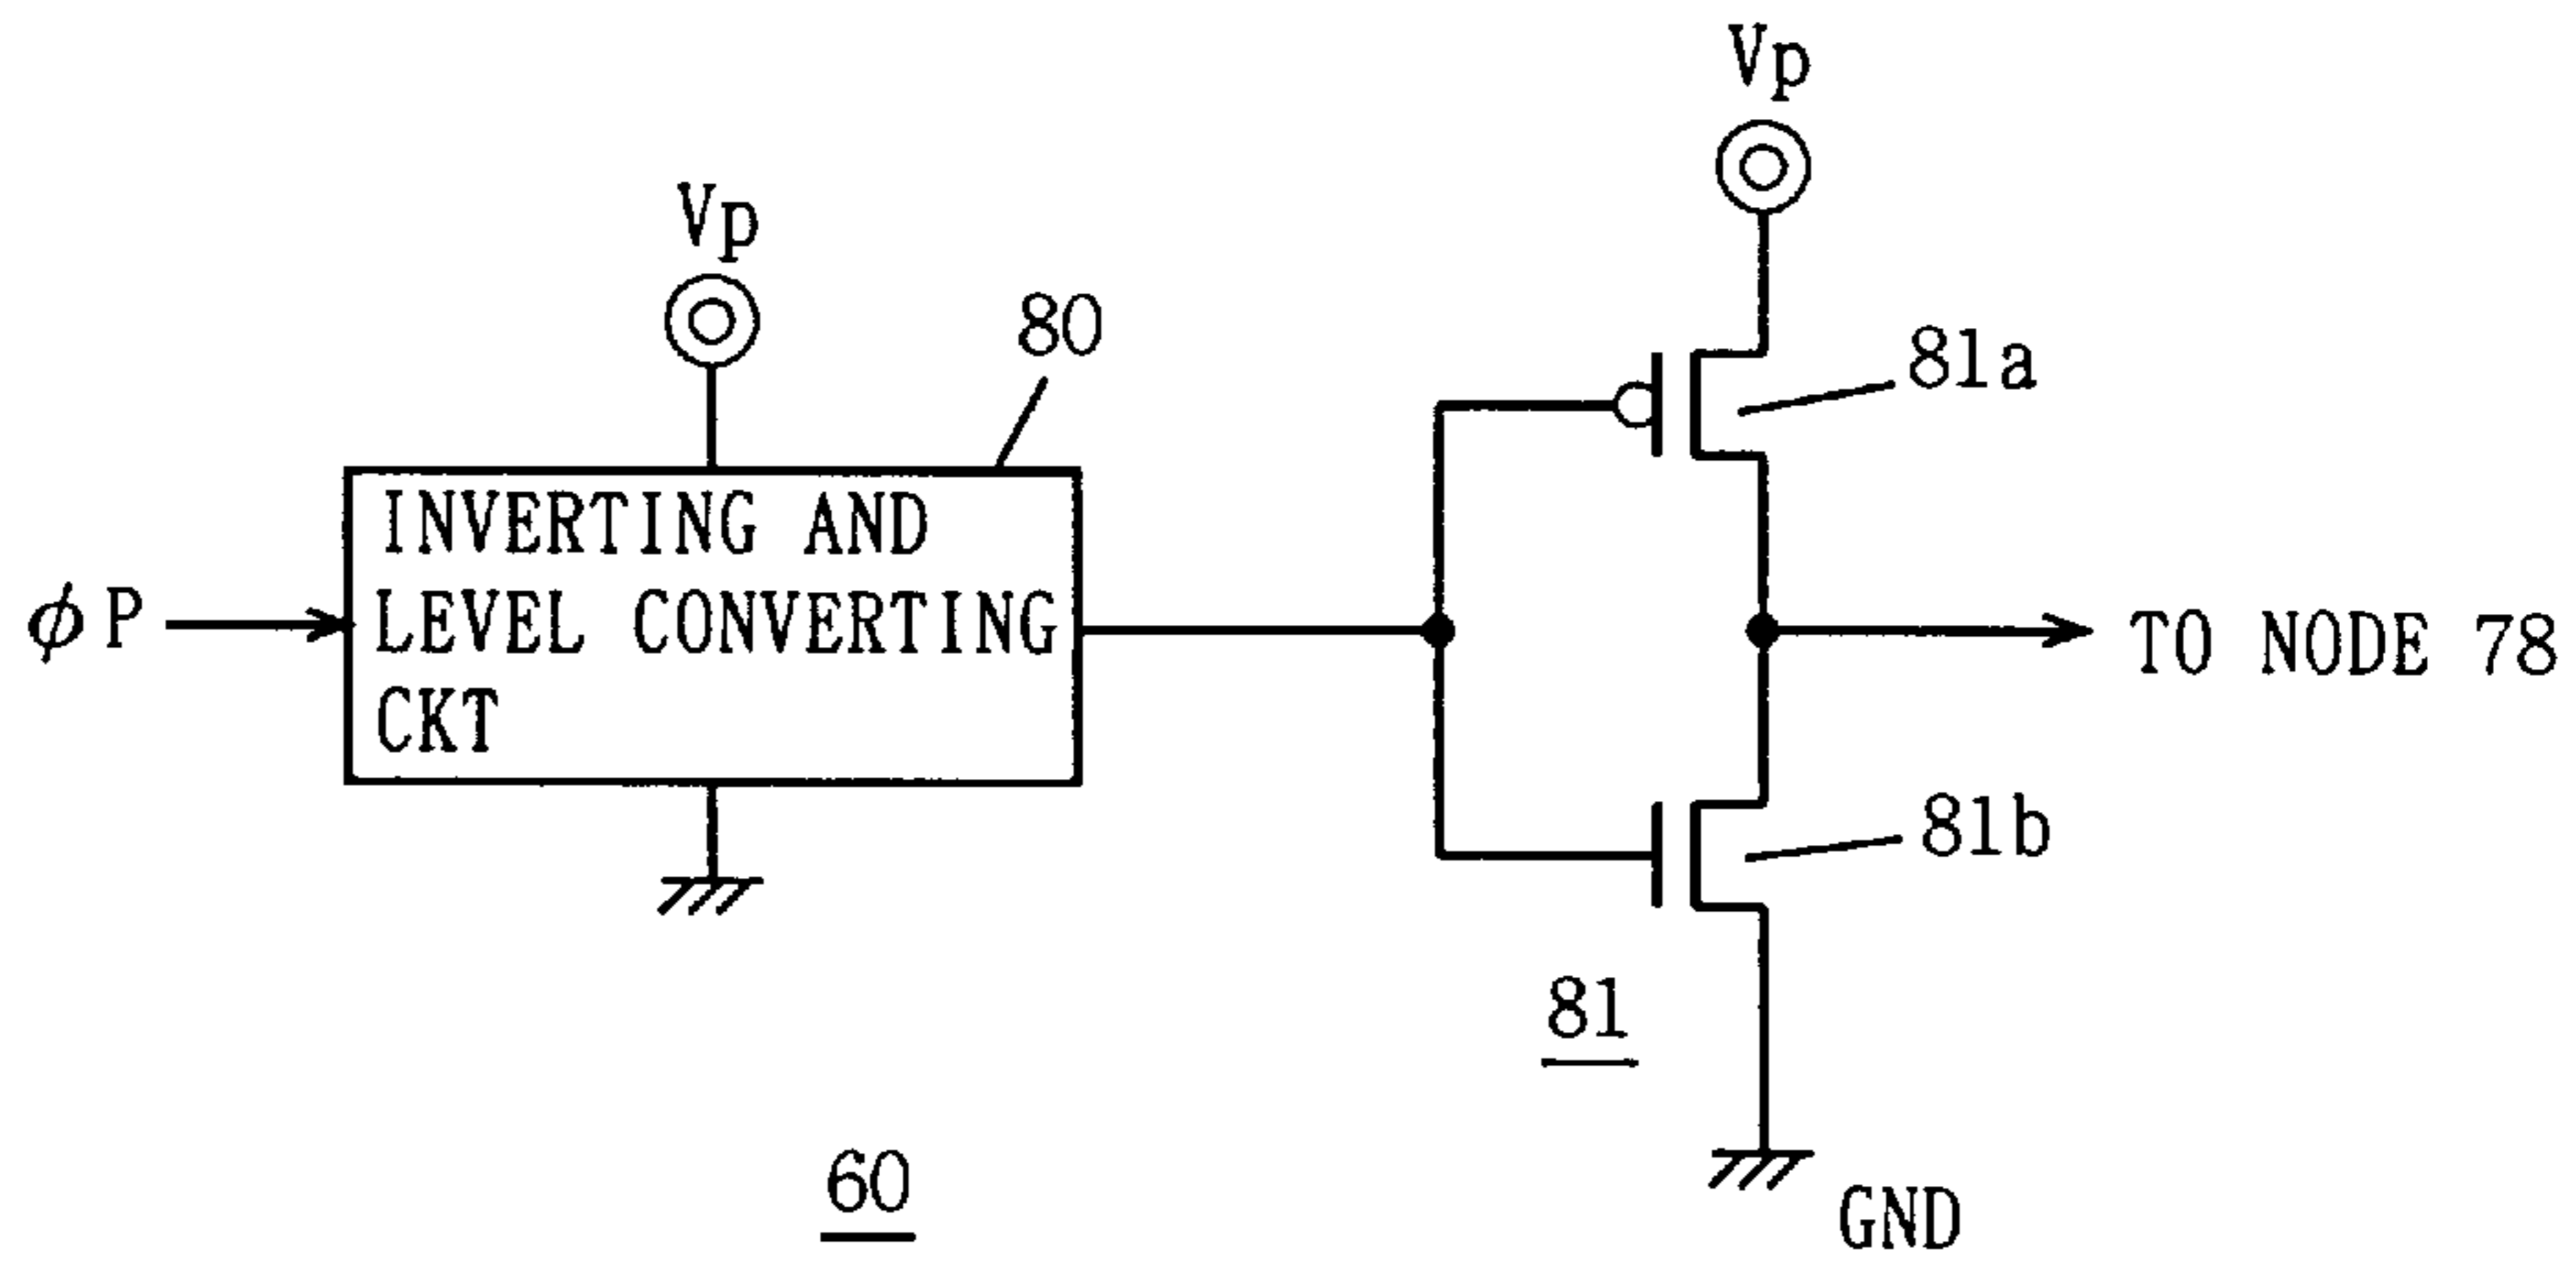 Vp
Vp
80
81a
INVERTING AND
LEVEL CONVERTING
CKT
ϕP
TO NODE 78
81b
81
60
GND